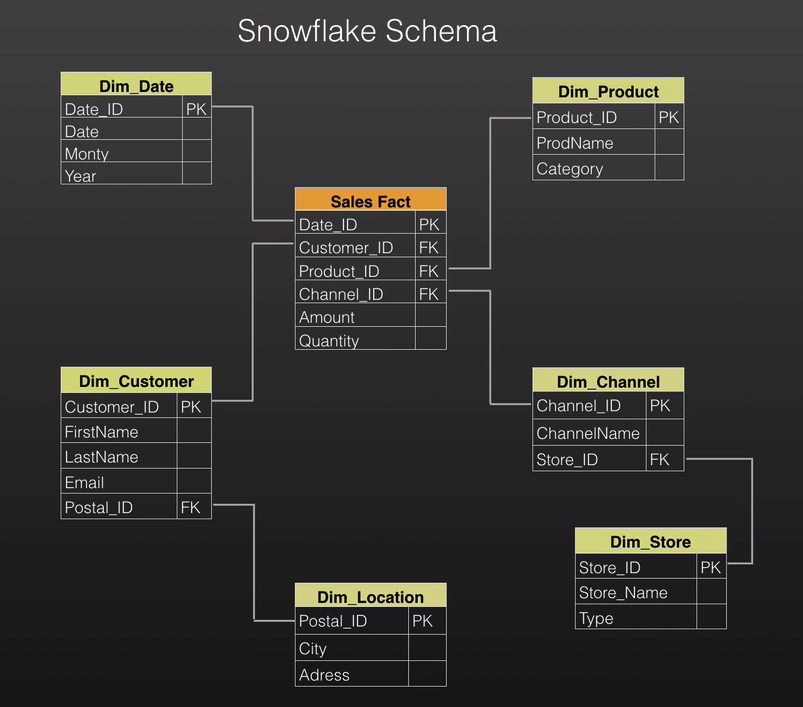 Snowflake Schema
Dim_Date
Date_ID PK
Date
Monty
Year
Dim_Product
Product_ID PK
ProdName
Category
Sales Fact
Date_ID PK
Customer_ID FK
Product_ID FK
Channel_ID FK
Amount
Quantity
Dim_Customer
Customer_ID PK
FirstName
LastName
Email
Postal_ID FK
Dim_Channel
Channel_ID PK
ChannelName
Store_ID FK
Dim_Store
Store_ID PK
Store_Name
Type
Dim_Location
Postal_ID PK
City
Adress